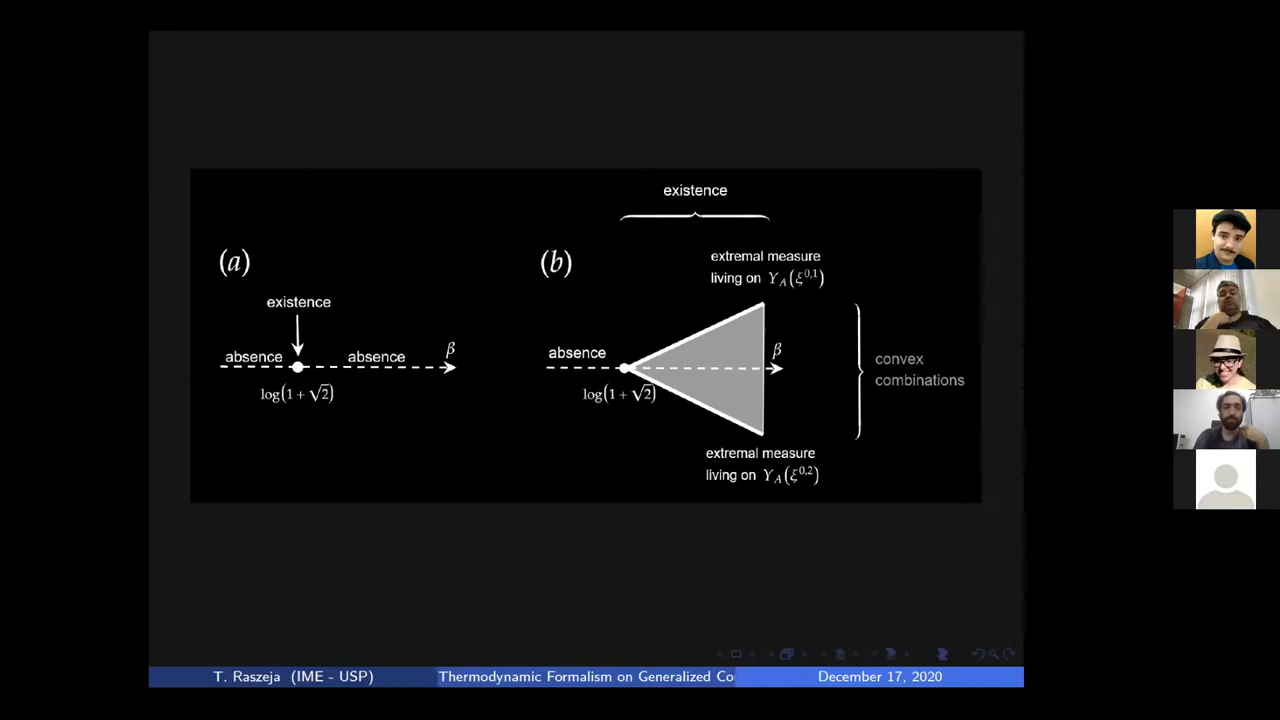 existence
(a)
(b)
extremal measure
living on Y_A(ξ^{0,1})
existence
absence
absence
β
log(1 + √2)
absence
β
log(1 + √2)
convex
combinations
extremal measure
living on Y_A(ξ^{0,2})
T. Raszeja (IME - USP)
Thermodynamic Formalism on Generalized Co
December 17, 2020